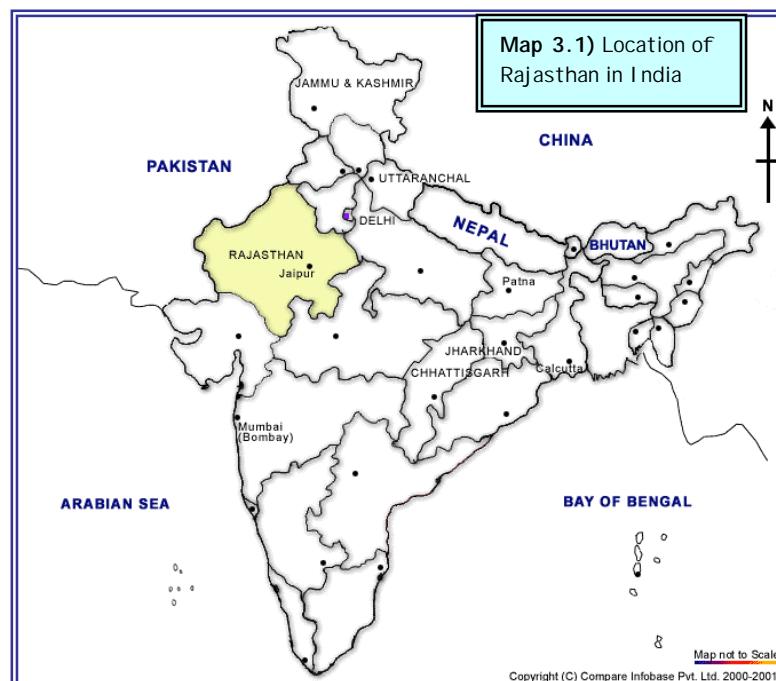 Map 3.1) Location of
Rajasthan in India
JAMMU & KASHMIR
N
CHINA
PAKISTAN
UTTARANCHAL
DELHI
NEPAL
BHUTAN
RAJASTHAN
Jaipur
Patna
JHARKHAND
CHHATTISGARH
Calcutta
Mumbai
(Bombay)
ARABIAN SEA
BAY OF BENGAL
Map not to Scale
Copyright (C) Compare Infobase Pvt. Ltd. 2000-2001